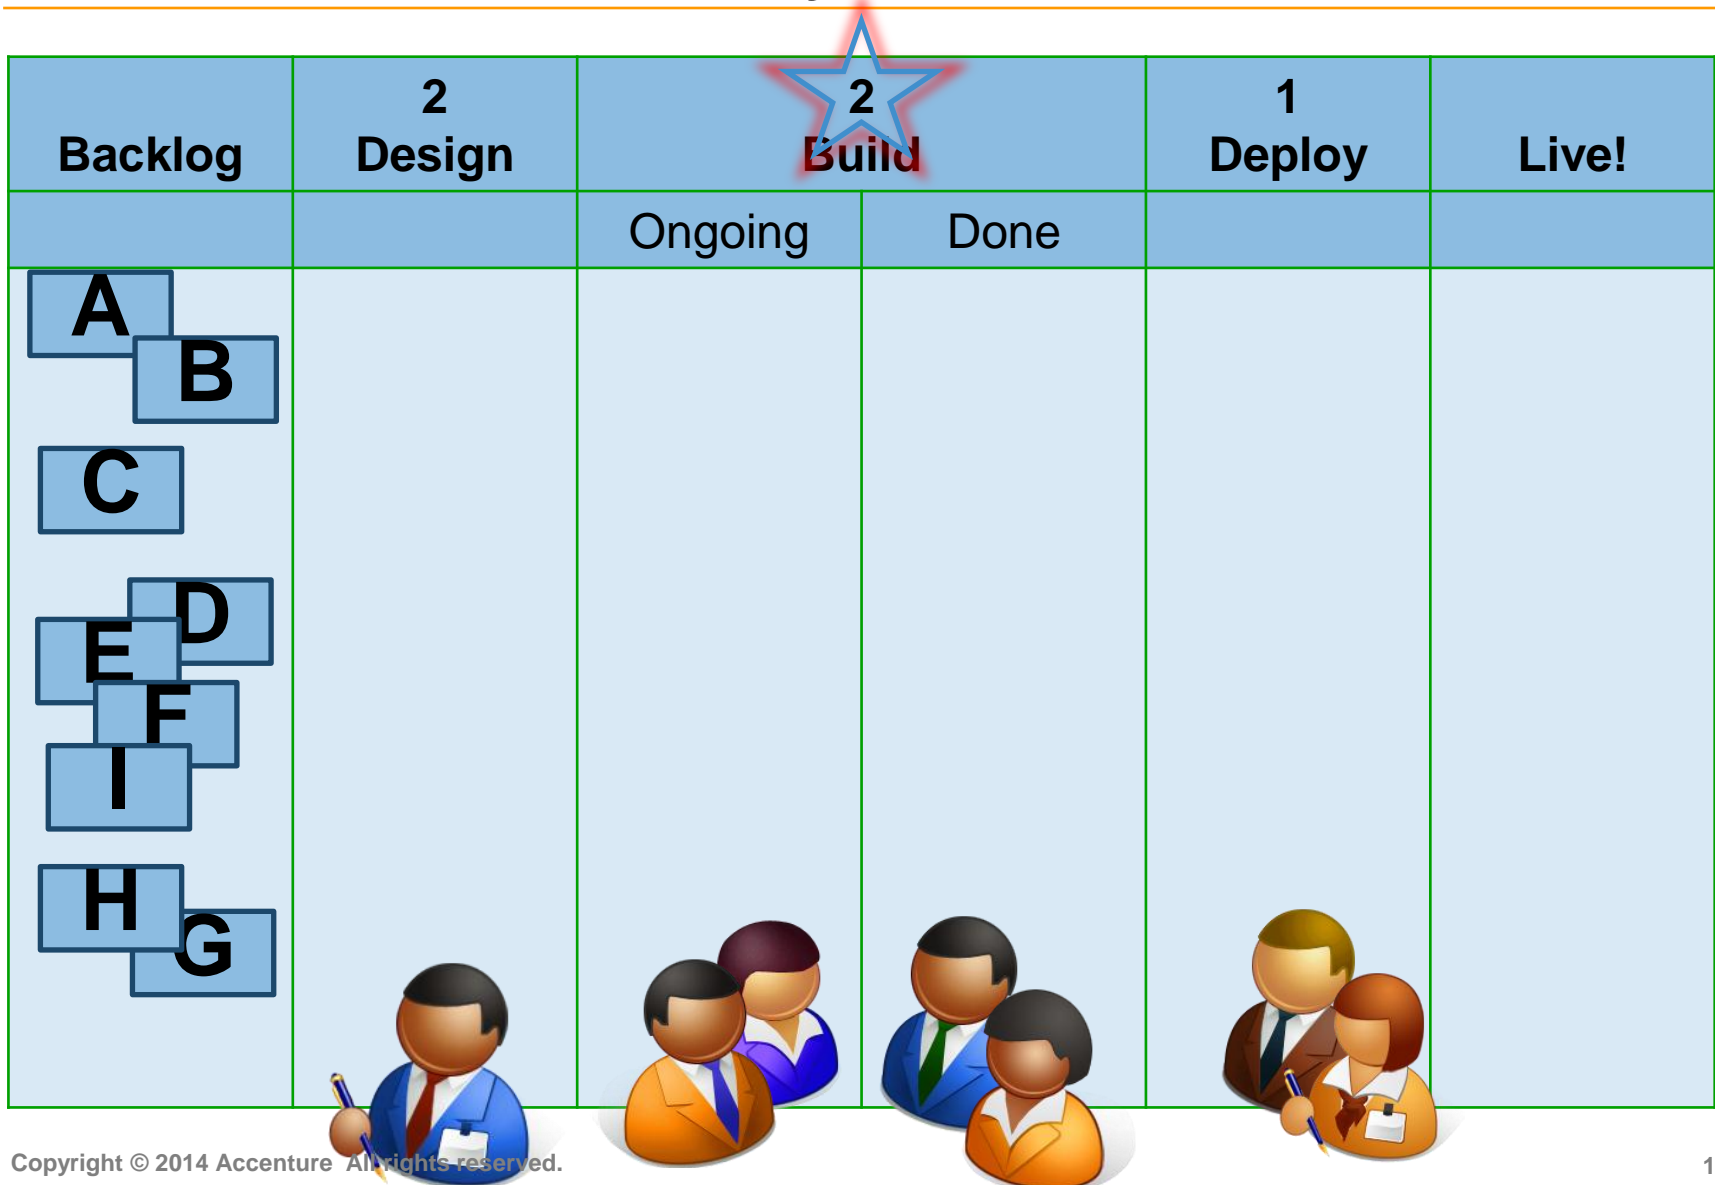 2
2
1
Backlog
Design
Build
Deploy
Live!
Ongoing
Done
A
B
C
D
E
F
I
H
G
Copyright © 2014 Accenture All rights reserved.
1